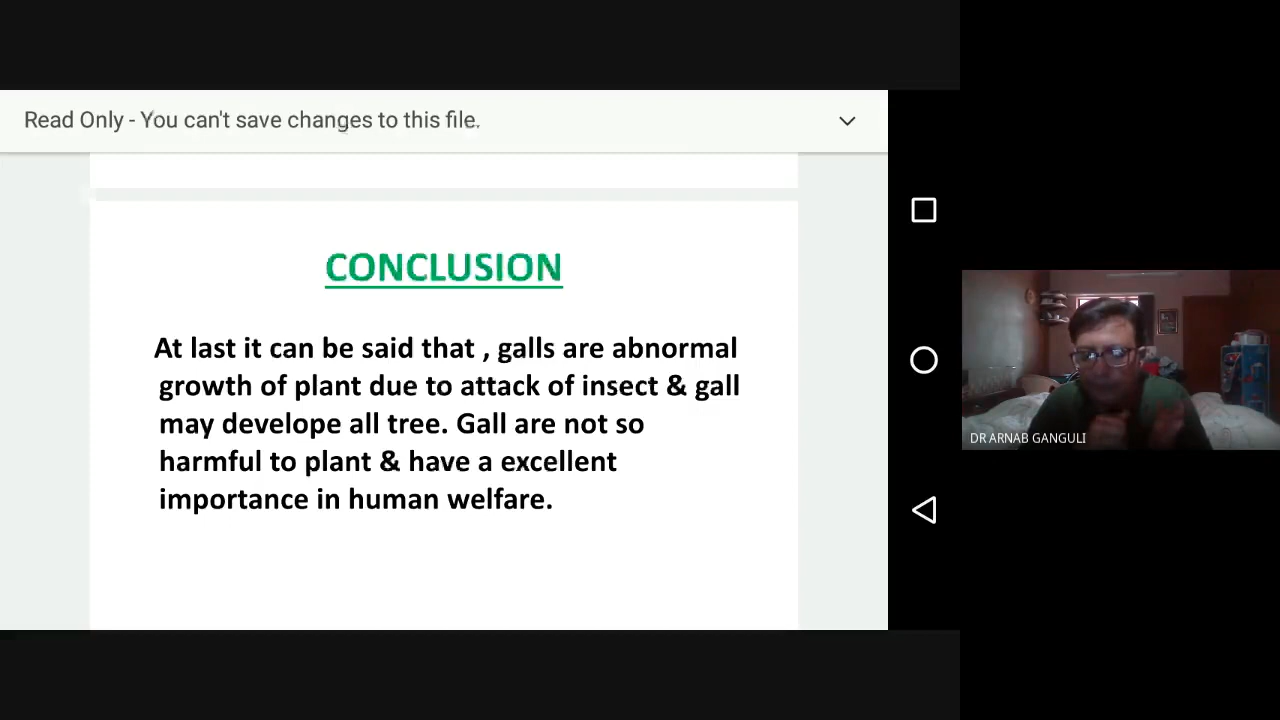 Read Only - You can't save changes to this file.
CONCLUSION
At last it can be said that , galls are abnormal
growth of plant due to attack of insect & gall
may develope all tree. Gall are not so
harmful to plant & have a excellent
importance in human welfare.
DR ARNAB GANGULI